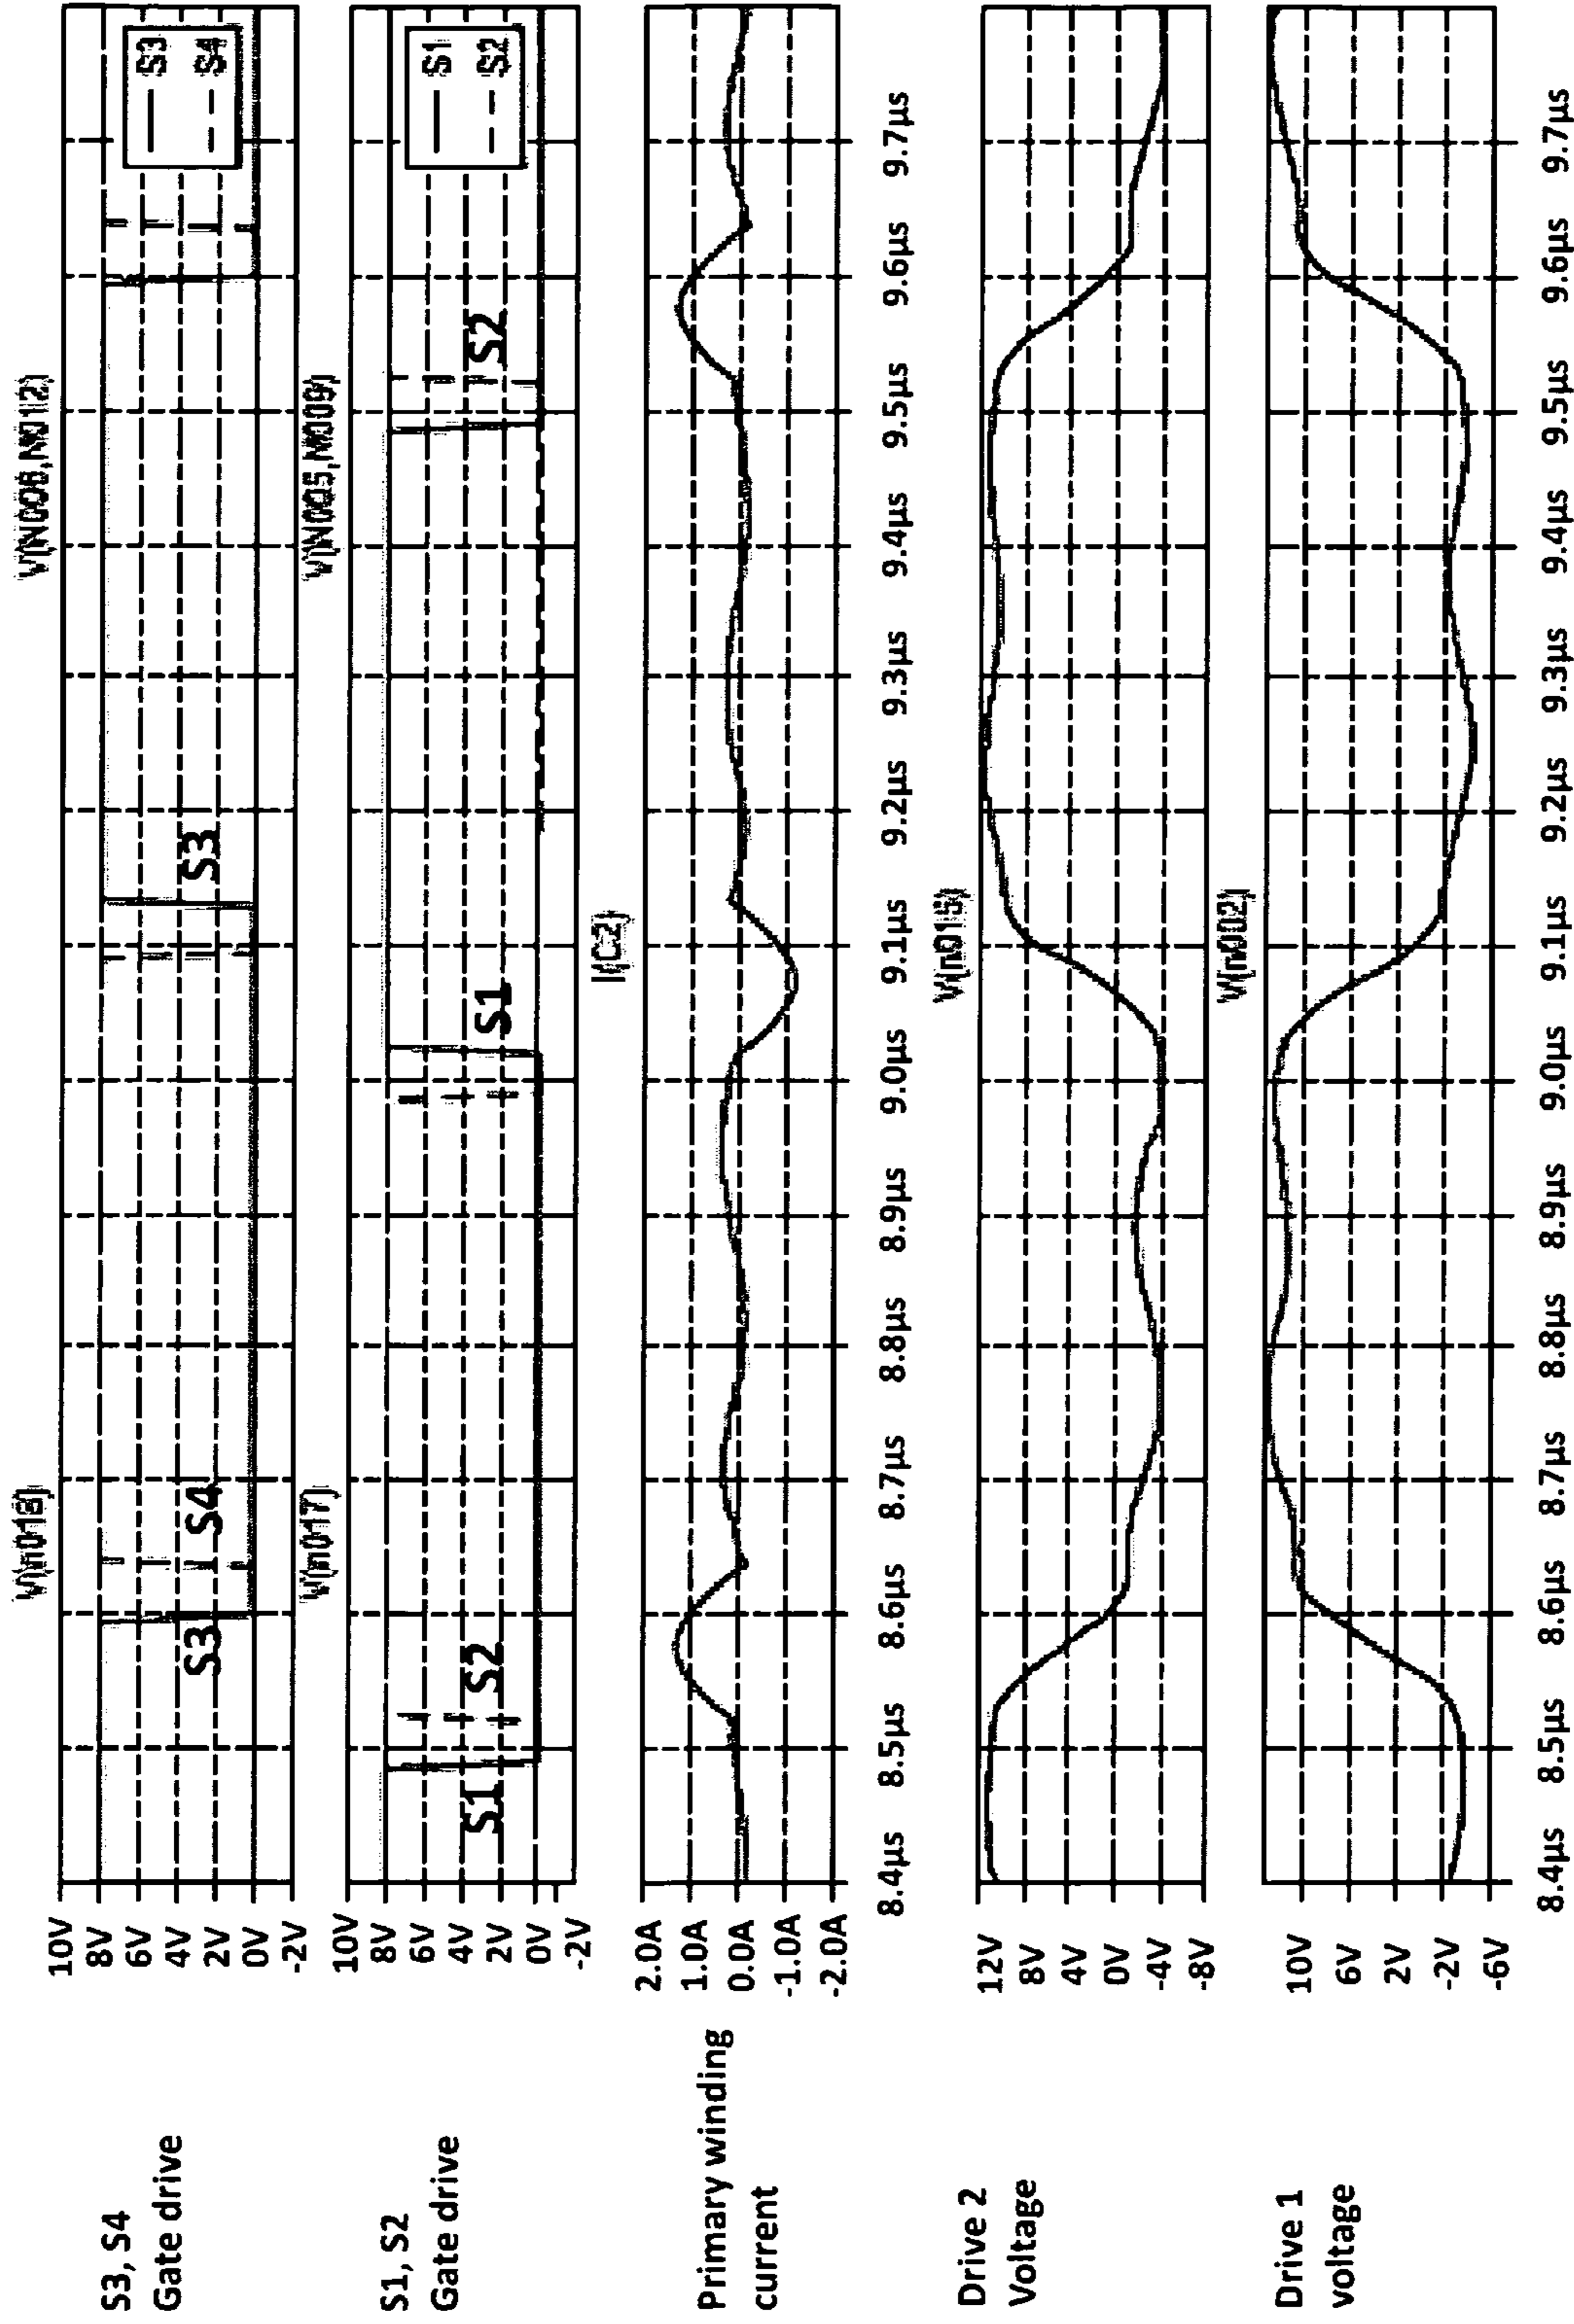 S3, S4
Gate drive
10V
8V
6V
4V
2V
0V
-2V
V(n018)
V(N006,N012)
S3
S4
S3
S3
S4
S1, S2
Gate drive
10V
8V
6V
4V
2V
0V
-2V
V(n017)
V(N005,N009)
S1
S2
S1
S2
S1
S2
Primary winding
current
2.0A
1.0A
0.0A
-1.0A
-2.0A
I(C2)
8.4µs 8.5µs 8.6µs 8.7µs 8.8µs 8.9µs 9.0µs 9.1µs 9.2µs 9.3µs 9.4µs 9.5µs 9.6µs 9.7µs
Drive 2
Voltage
12V
8V
4V
0V
-4V
-8V
Drive 1
voltage
10V
6V
2V
-2V
-6V
V(n002)
8.4µs 8.5µs 8.6µs 8.7µs 8.8µs 8.9µs 9.0µs 9.1µs 9.2µs 9.3µs 9.4µs 9.5µs 9.6µs 9.7µs